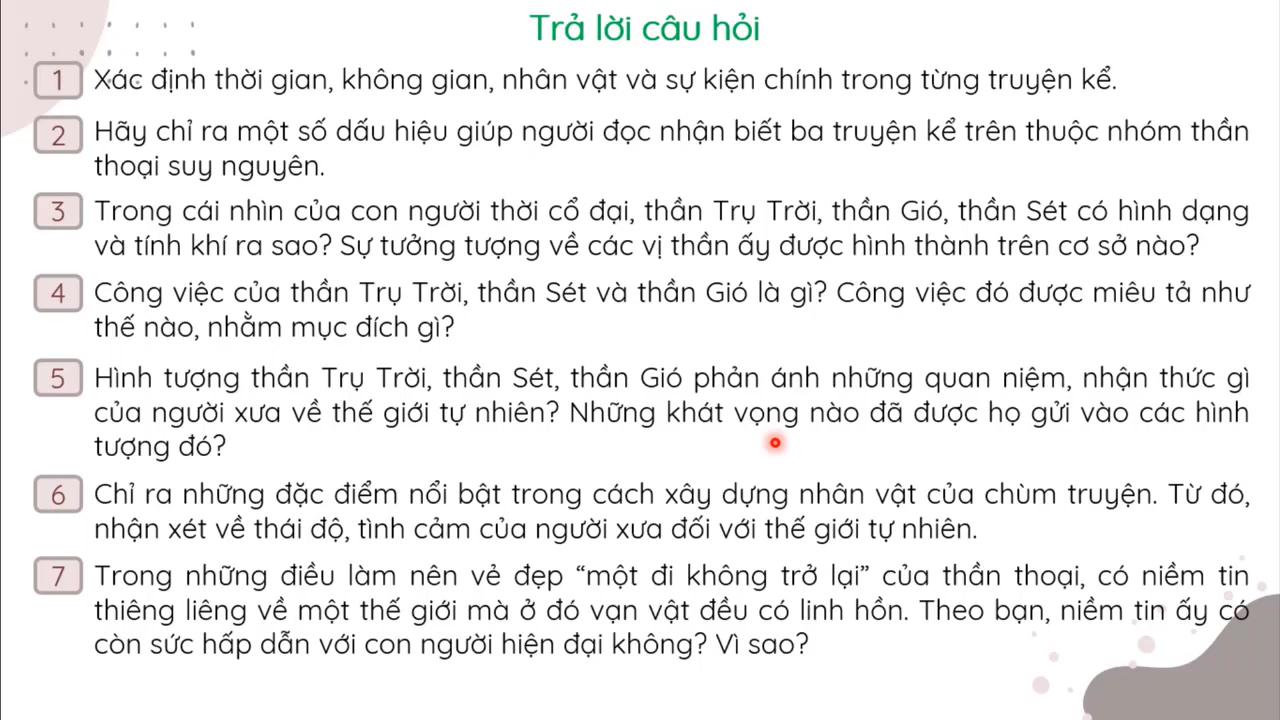 Trả lời câu hỏi
1 Xác định thời gian, không gian, nhân vật và sự kiện chính trong từng truyện kể.
2 Hãy chỉ ra một số dấu hiệu giúp người đọc nhận biết ba truyện kể trên thuộc nhóm thần
thoại suy nguyên.
3 Trong cái nhìn của con người thời cổ đại, thần Trụ Trời, thần Gió, thần Sét có hình dạng
và tính khí ra sao? Sự tưởng tượng về các vị thần ấy được hình thành trên cơ sở nào?
4 Công việc của thần Trụ Trời, thần Sét và thần Gió là gì? Công việc đó được miêu tả như
thế nào, nhằm mục đích gì?
5 Hình tượng thần Trụ Trời, thần Sét, thần Gió phản ánh những quan niệm, nhận thức gì
của người xưa về thế giới tự nhiên? Những khát vọng nào đã được họ gửi vào các hình
tượng đó?
6 Chỉ ra những đặc điểm nổi bật trong cách xây dựng nhân vật của chùm truyện. Từ đó,
nhận xét về thái độ, tình cảm của người xưa đối với thế giới tự nhiên.
7 Trong những điều làm nên vẻ đẹp “một đi không trở lại” của thần thoại, có niềm tin
thiêng liêng về một thế giới mà ở đó vạn vật đều có linh hồn. Theo bạn, niềm tin ấy có
còn sức hấp dẫn với con người hiện đại không? Vì sao?